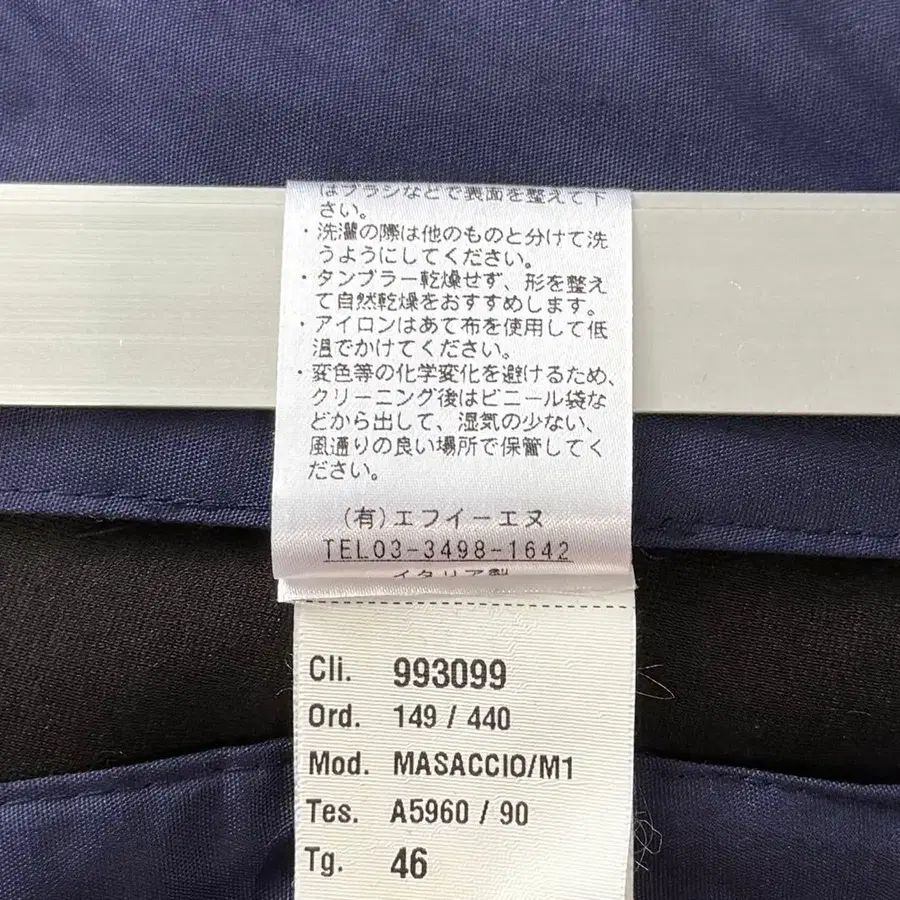 はブラシなどで表面を整えて下
さい。
・洗濯の際は他のものと分けて洗
うようにしてください。
・タンブラー乾燥せず、形を整え
て自然乾燥をおすすめします。
・アイロンはあて布を使用して低
温でかけてください。
・変色等の化学変化を避けるため、
クリーニング後はビニール袋な
どから出して、湿気の少ない、
風通りの良い場所で保管してく
ださい。
(有)エフイーエヌ
TEL03-3498-1642
イタリア製
Cli. 993099
Ord. 149 / 440
Mod. MASACCIO/M1
Tes. A5960 / 90
Tg. 46